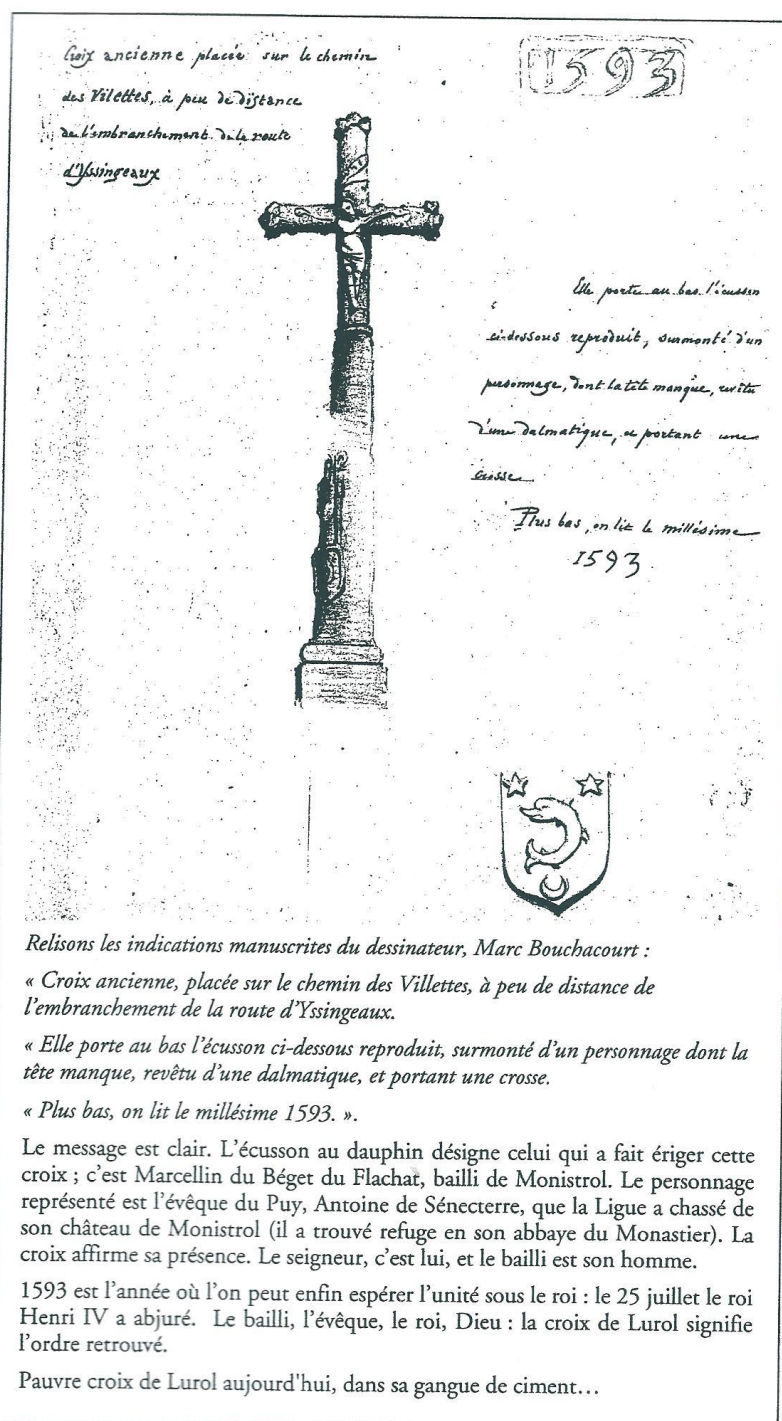 Croix ancienne placée sur le chemin
des Villettes, à peu de distance
de l'embranchement de la route
d'Yssingeaux
1593
Elle porte au bas l'écusson
ci-dessous reproduit, surmonté d'un
personnage, dont la tête manque, revêtu
d'une dalmatique, et portant une
crosse.
Plus bas, on lit le millésime
1593
Relisons les indications manuscrites du dessinateur, Marc Bouchacourt :
« Croix ancienne, placée sur le chemin des Villettes, à peu de distance de
l'embranchement de la route d'Yssingeaux.
« Elle porte au bas l'écusson ci-dessous reproduit, surmonté d'un personnage dont la
tête manque, revêtu d'une dalmatique, et portant une crosse.
« Plus bas, on lit le millésime 1593. ».
Le message est clair. L'écusson au dauphin désigne celui qui a fait ériger cette
croix ; c'est Marcellin du Béget du Flachat, bailli de Monistrol. Le personnage
représenté est l'évêque du Puy, Antoine de Sénecterre, que la Ligue a chassé de
son château de Monistrol (il a trouvé refuge en son abbaye du Monastier). La
croix affirme sa présence. Le seigneur, c'est lui, et le bailli est son homme.
1593 est l'année où l'on peut enfin espérer l'unité sous le roi : le 25 juillet le roi
Henri IV a abjuré. Le bailli, l'évêque, le roi, Dieu : la croix de Lurol signifie
l'ordre retrouvé.
Pauvre croix de Lurol aujourd'hui, dans sa gangue de ciment…